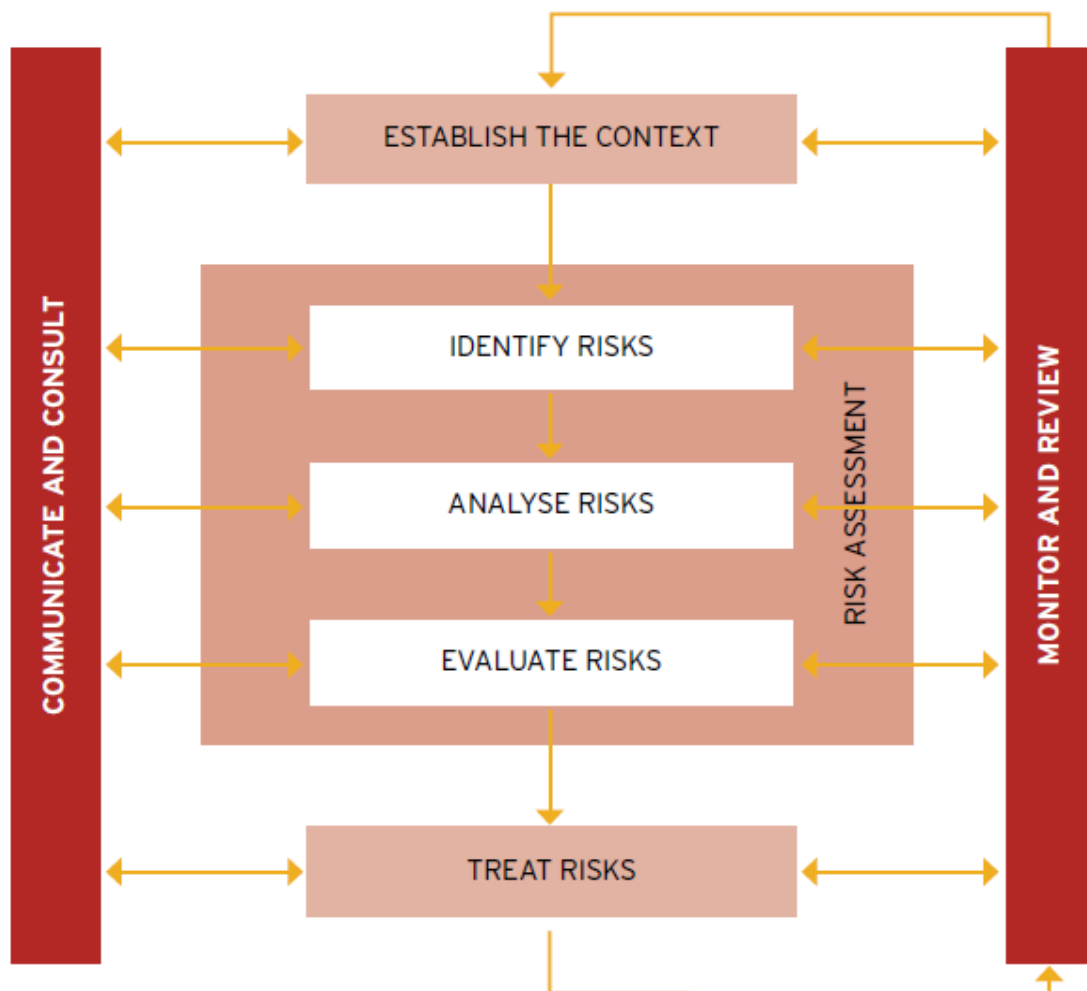 ESTABLISH THE CONTEXT
COMMUNICATE AND CONSULT
IDENTIFY RISKS
ANALYSE RISKS
EVALUATE RISKS
RISK ASSESSMENT
MONITOR AND REVIEW
TREAT RISKS